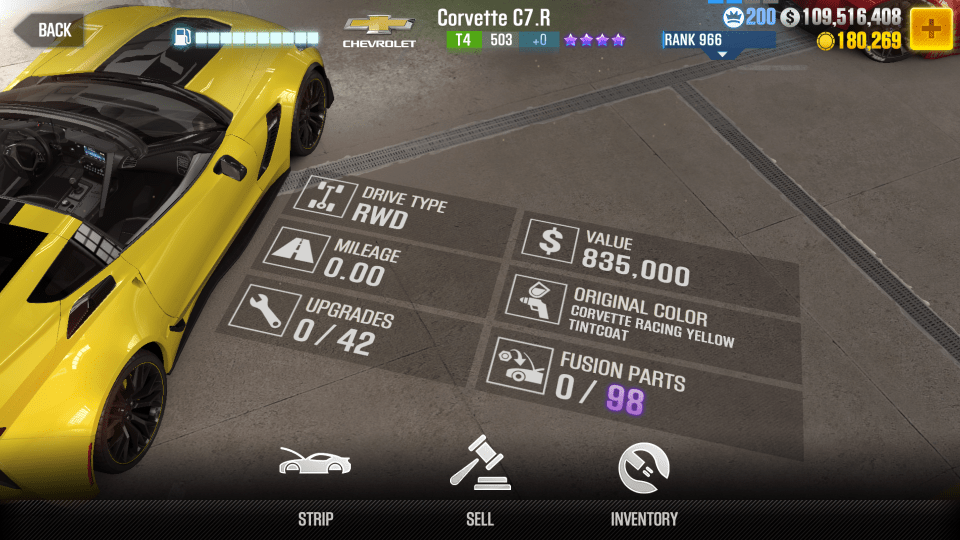 BACK
CHEVROLET
Corvette C7.R
T4 503 +0
RANK 966
200 $ 109,516,408
180,269
DRIVE TYPE
RWD
MILEAGE
0.00
UPGRADES
0 / 42
$ VALUE
835,000
ORIGINAL COLOR
CORVETTE RACING YELLOW
TINTCOAT
FUSION PARTS
0 / 98
STRIP
SELL
INVENTORY